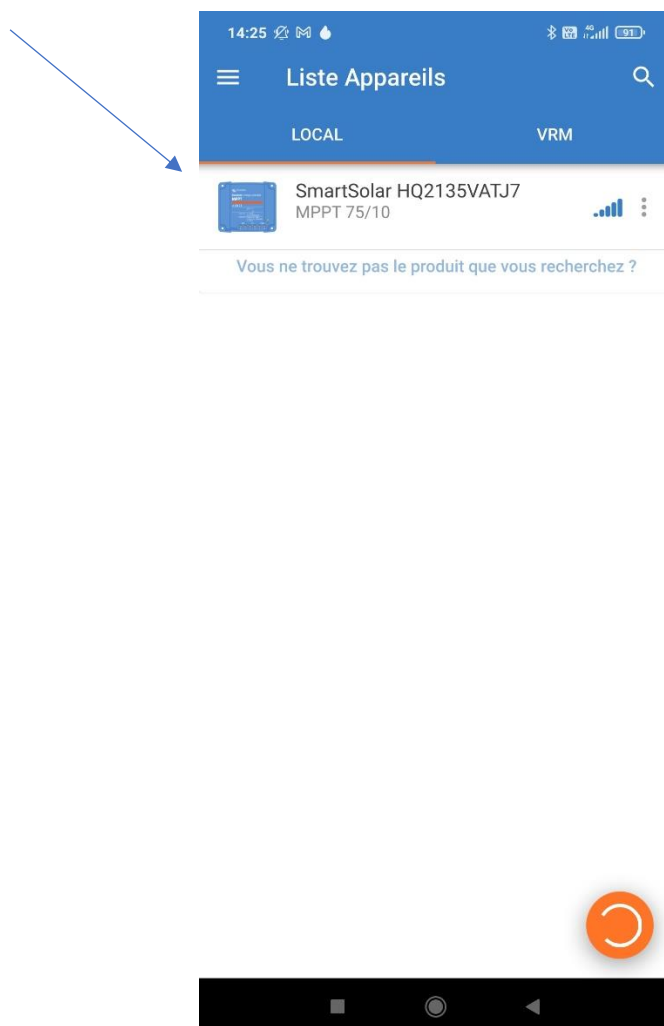 14:25
4G
91
Liste Appareils
LOCAL VRM
SmartSolar HQ2135VATJ7
MPPT 75/10
Vous ne trouvez pas le produit que vous recherchez ?